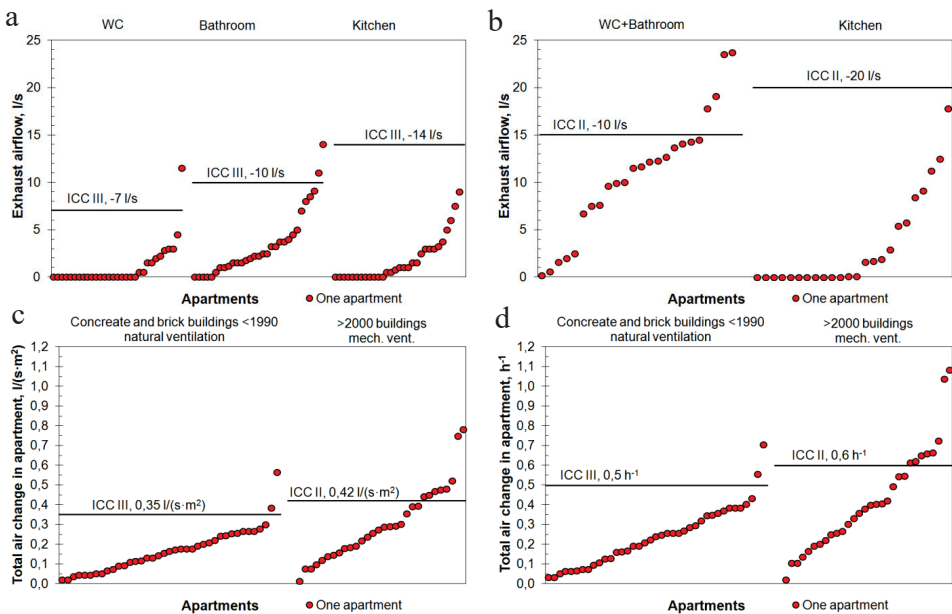 a
WC
Bathroom
Kitchen
Exhaust airflow, l/s
25
20
15
10
5
0
ICC III, -7 l/s
ICC III, -10 l/s
ICC III, -14 l/s
Apartments
One apartment
b
WC+Bathroom
Kitchen
Exhaust airflow, l/s
25
20
15
10
5
0
ICC II, -10 l/s
ICC II, -20 l/s
Apartments
One apartment
c
Concreate and brick buildings <1990
natural ventilation
>2000 buildings
mech. vent.
Total air change in apartment, l/(s·m²)
1,2
1,1
1,0
0,9
0,8
0,7
0,6
0,5
0,4
0,3
0,2
0,1
0,0
ICC III, 0,35 l/(s·m²)
ICC II, 0,42 l/(s·m²)
Apartments
One apartment
d
Concreate and brick buildings <1990
natural ventilation
>2000 buildings
mech. vent.
Total air change in apartment, h⁻¹
1,2
1,1
1,0
0,9
0,8
0,7
0,6
0,5
0,4
0,3
0,2
0,1
0,0
ICC III, 0,5 h⁻¹
ICC II, 0,6 h⁻¹
Apartments
One apartment